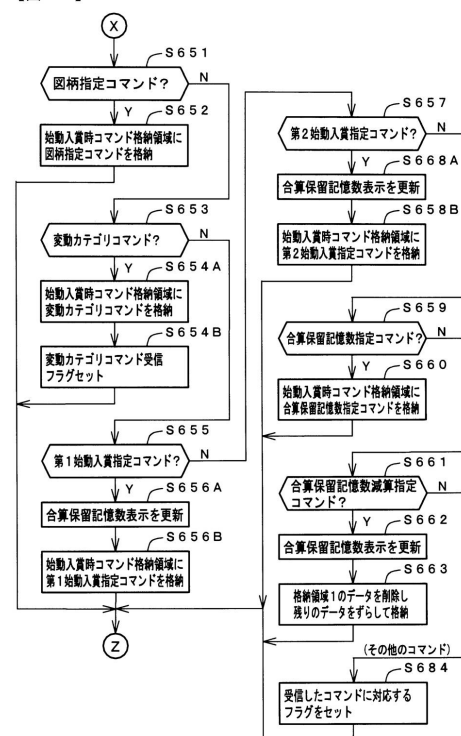 X
S651
図柄指定コマンド？
N
Y
S652
始動入賞時コマンド格納領域に
図柄指定コマンドを格納
S653
変動カテゴリコマンド？
N
Y
S654A
始動入賞時コマンド格納領域に
変動カテゴリコマンドを格納
S654B
変動カテゴリコマンド受信
フラグセット
S655
第1始動入賞指定コマンド？
N
Y
S656A
合算保留記憶数表示を更新
S656B
始動入賞時コマンド格納領域に
第1始動入賞指定コマンドを格納
Z
S657
第2始動入賞指定コマンド？
N
Y
S668A
合算保留記憶数表示を更新
S658B
始動入賞時コマンド格納領域に
第2始動入賞指定コマンドを格納
S659
合算保留記憶数指定コマンド？
N
Y
S660
始動入賞時コマンド格納領域に
合算保留記憶数指定コマンドを格納
S661
合算保留記憶数減算指定
コマンド？
N
Y
S662
合算保留記憶数表示を更新
S663
格納領域1のデータを削除し
残りのデータをずらして格納
(その他のコマンド)
S684
受信したコマンドに対応する
フラグをセット